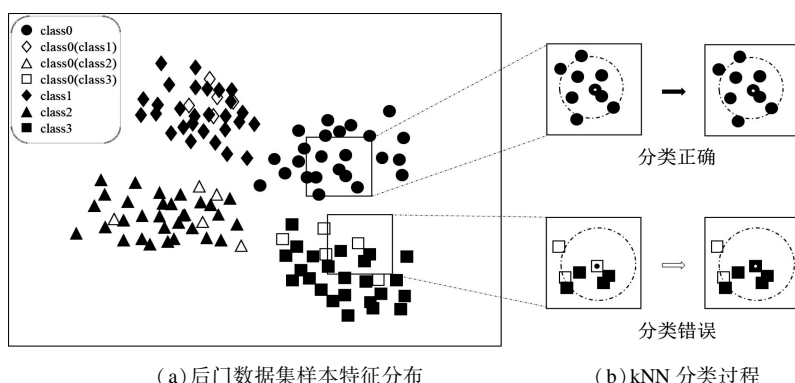 class0
class0(class1)
class0(class2)
class0(class3)
class1
class2
class3
分类正确
分类错误
(a)后门数据集样本特征分布
(b)kNN 分类过程